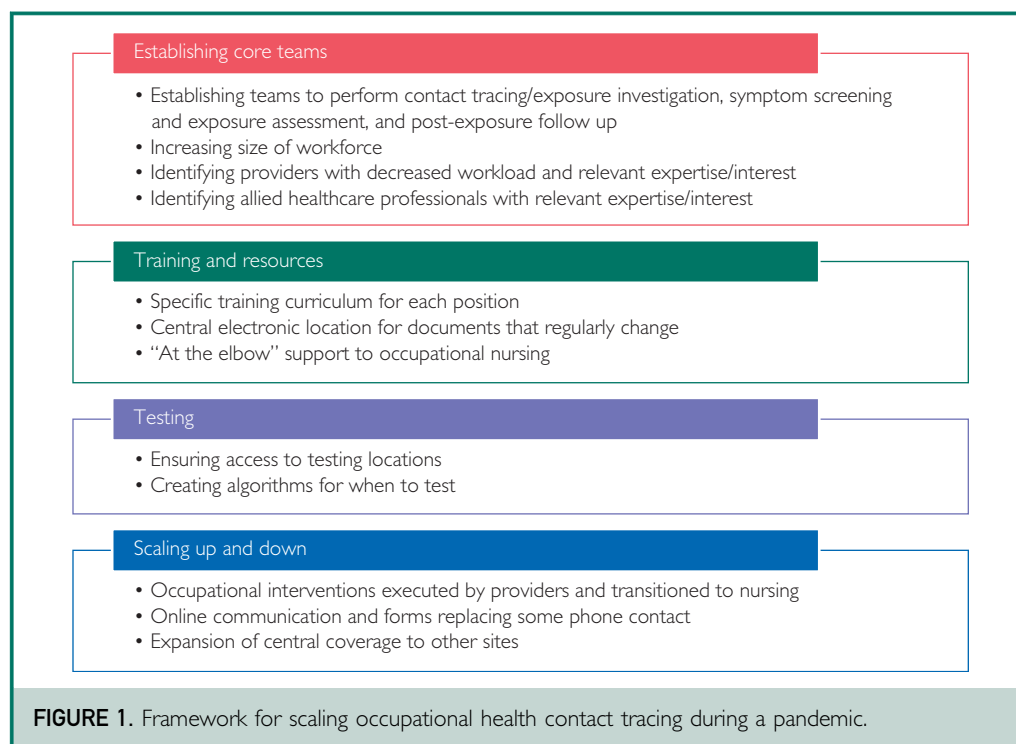 Establishing core teams
• Establishing teams to perform contact tracing/exposure investigation, symptom screening
and exposure assessment, and post-exposure follow up
• Increasing size of workforce
• Identifying providers with decreased workload and relevant expertise/interest
• Identifying allied healthcare professionals with relevant expertise/interest
Training and resources
• Specific training curriculum for each position
• Central electronic location for documents that regularly change
• “At the elbow” support to occupational nursing
Testing
• Ensuring access to testing locations
• Creating algorithms for when to test
Scaling up and down
• Occupational interventions executed by providers and transitioned to nursing
• Online communication and forms replacing some phone contact
• Expansion of central coverage to other sites
FIGURE 1. Framework for scaling occupational health contact tracing during a pandemic.